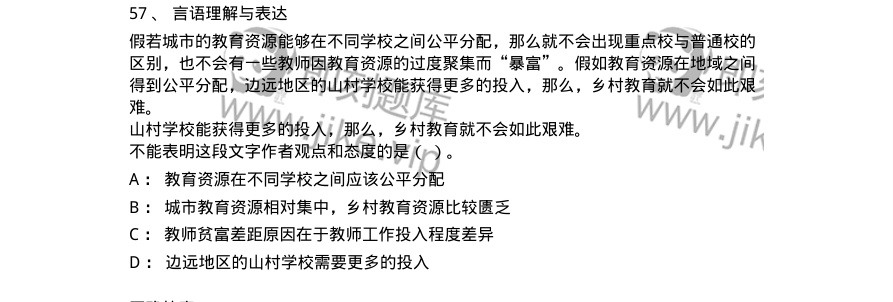 57 、 言语理解与表达
假若城市的教育资源能够在不同学校之间公平分配，那么就不会出现重点校与普通校的
区别，也不会有一些教师因教育资源的过度聚集而“暴富”。假如教育资源在地域之间
得到公平分配，边远地区的山村学校能获得更多的投入，那么，乡村教育就不会如此艰
难。
山村学校能获得更多的投入，那么，乡村教育就不会如此艰难。
不能表明这段文字作者观点和态度的是（ ）。
A： 教育资源在不同学校之间应该公平分配
B： 城市教育资源相对集中，乡村教育资源比较匮乏
C： 教师贫富差距原因在于教师工作投入程度差异
D： 边远地区的山村学校需要更多的投入
即刻题库
www.jike.vip
www.jik